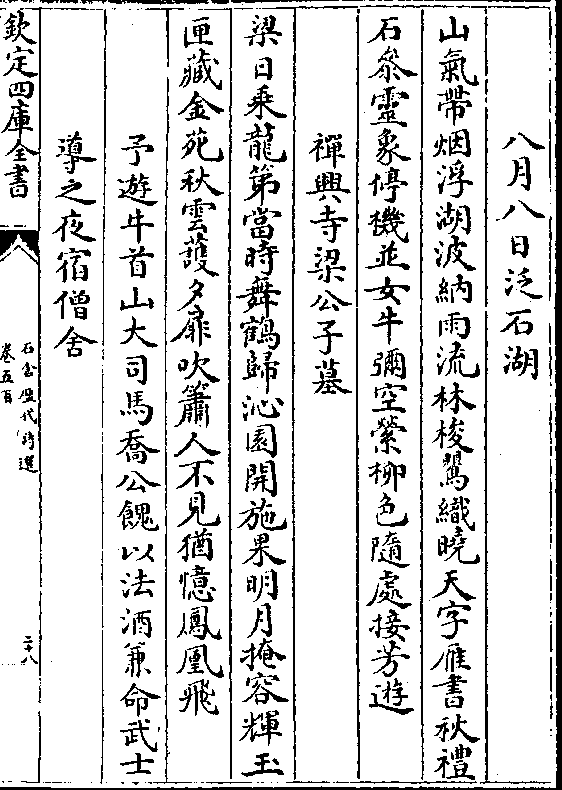 八月八日泛石湖
山氣帶烟浮湖波納雨流林梭鶯織曉天字雁書秋禮
石叅靈象停機並女牛彌空縈柳色隨處接芳遊
禪興寺梁公子墓
梁日乘龍第當時舞鶴歸沁園開施果明月掩容輝玉
匣藏金苑秋雲護夕扉吹簫人不見猶憶鳳凰飛
予遊牛首山大司馬喬公餽以法酒兼命武士
導之夜宿僧舍
欽定四庫全書
石倉歷代詩選
卷五百
二十八